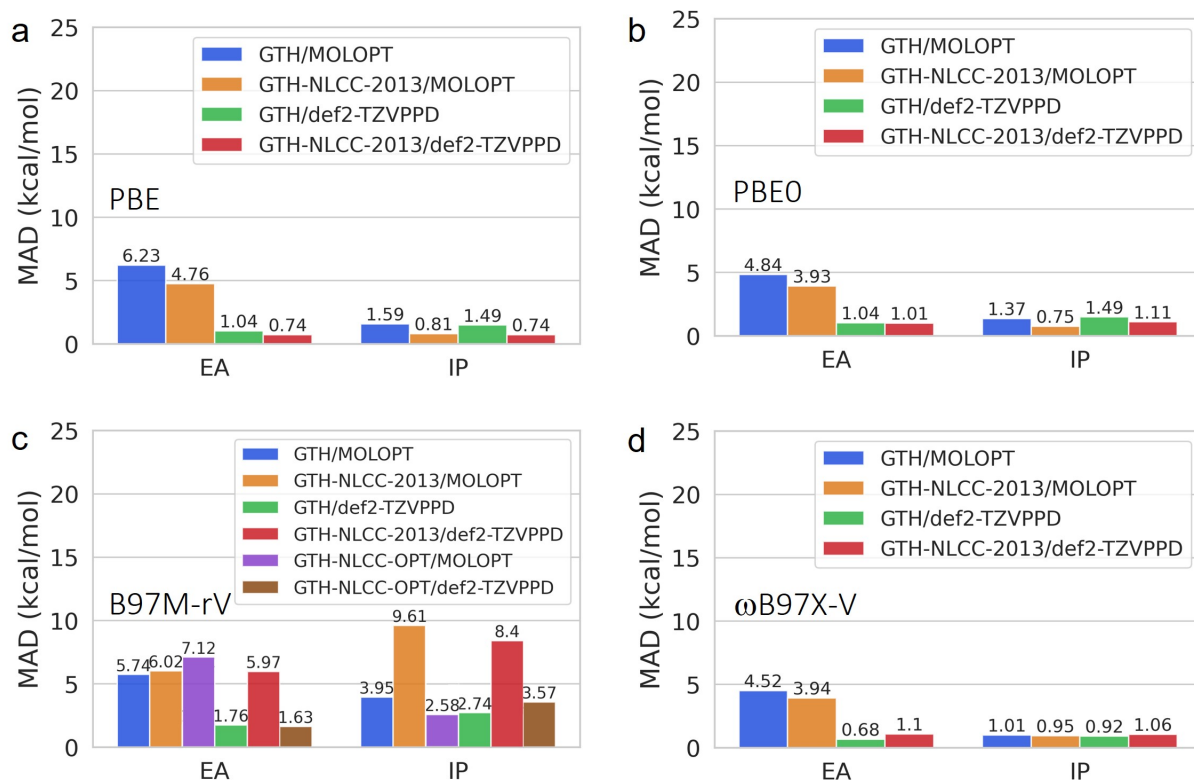 a
25
20
15
10
5
0
MAD (kcal/mol)
GTH/MOLOPT
GTH-NLCC-2013/MOLOPT
GTH/def2-TZVPPD
GTH-NLCC-2013/def2-TZVPPD
PBE
6.23
4.76
1.04
0.74
1.59
0.81
1.49
0.74
EA
IP
b
25
20
15
10
5
0
MAD (kcal/mol)
GTH/MOLOPT
GTH-NLCC-2013/MOLOPT
GTH/def2-TZVPPD
GTH-NLCC-2013/def2-TZVPPD
PBE0
4.84
3.93
1.04
1.01
1.37
0.75
1.49
1.11
EA
IP
c
25
20
15
10
5
0
MAD (kcal/mol)
GTH/MOLOPT
GTH-NLCC-2013/MOLOPT
GTH/def2-TZVPPD
GTH-NLCC-2013/def2-TZVPPD
GTH-NLCC-OPT/MOLOPT
GTH-NLCC-OPT/def2-TZVPPD
B97M-rV
5.74
6.02
7.12
1.76
5.97
1.63
3.95
9.61
2.58
2.74
8.4
3.57
EA
IP
d
25
20
15
10
5
0
MAD (kcal/mol)
GTH/MOLOPT
GTH-NLCC-2013/MOLOPT
GTH/def2-TZVPPD
GTH-NLCC-2013/def2-TZVPPD
ωB97X-V
4.52
3.94
0.68
1.1
1.01
0.95
0.92
1.06
EA
IP